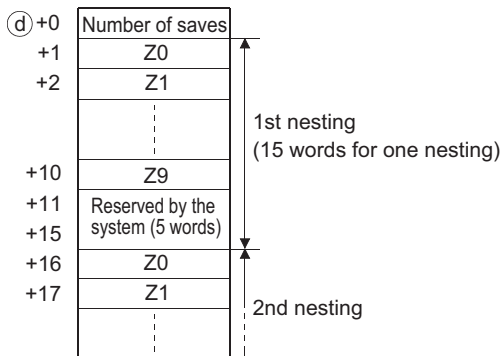 ⓓ +0 Number of saves
+1 Z0
+2 Z1
1st nesting
(15 words for one nesting)
+10 Z9
+11 Reserved by the
+15 system (5 words)
+16 Z0
+17 Z1
2nd nesting